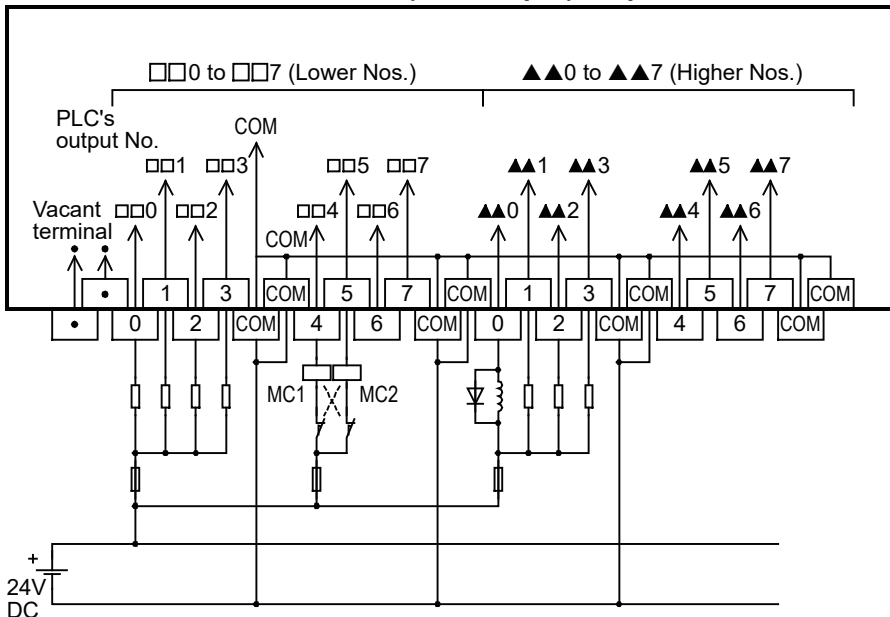 □□0 to □□7 (Lower Nos.) ▲▲0 to ▲▲7 (Higher Nos.)
PLC's
output No.
COM
□□1 □□3 □□5 □□7 ▲▲1 ▲▲3 ▲▲5 ▲▲7
Vacant
terminal
□□0 □□2 □□4 □□6 ▲▲0 ▲▲2 ▲▲4 ▲▲6
COM
• 1 3 COM 5 7 COM 1 3 COM 5 7 COM
• 0 2 COM 4 6 COM 0 2 COM 4 6 COM
MC1 MC2
+
24V
DC